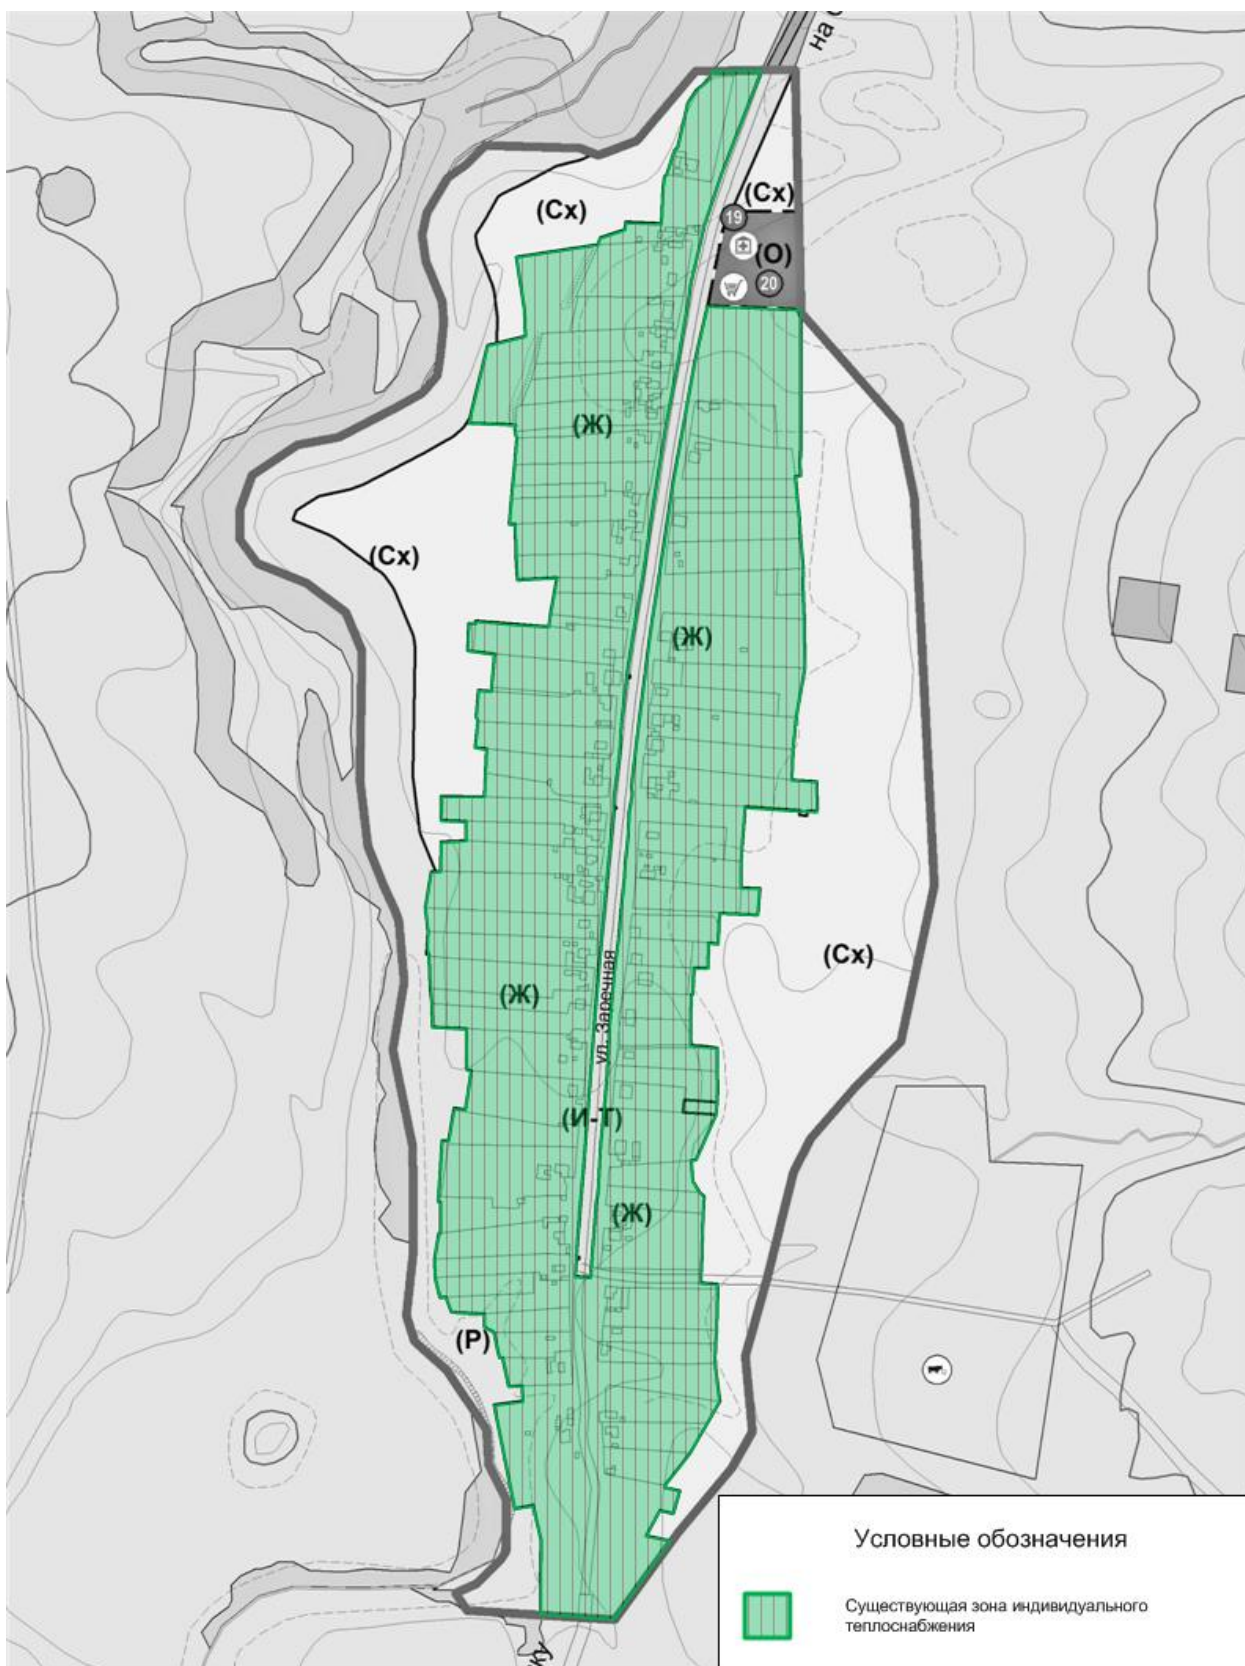 на
(Сх)
(Сх)
19
(О)
20
(Ж)
(Сх)
(Ж)
(Сх)
(Ж)
ул. Заречная
(И-Т)
(Ж)
(Р)
Условные обозначения
Существующая зона индивидуального
теплоснабжения